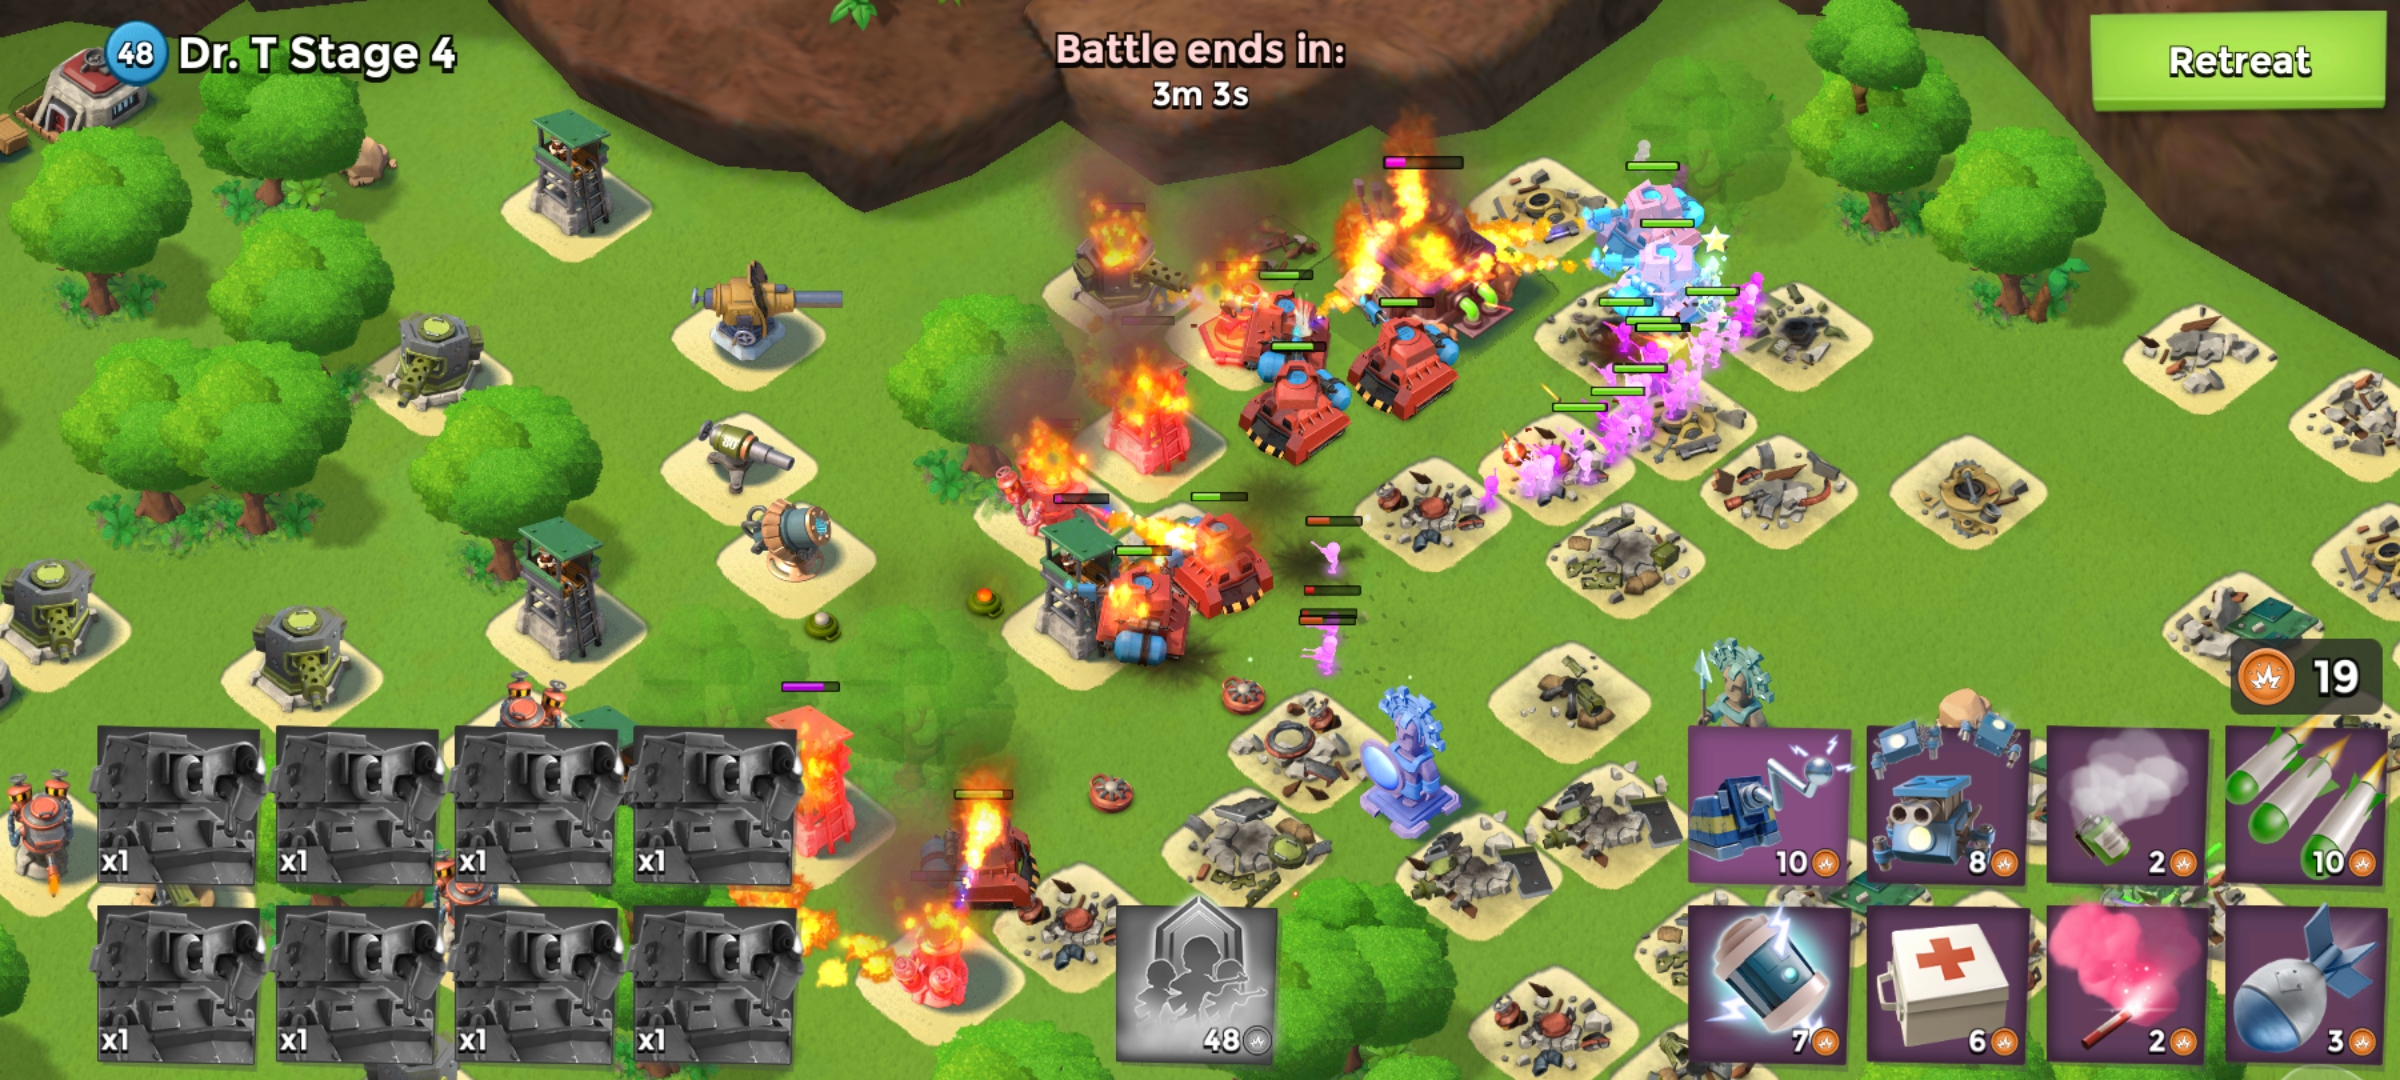 48 Dr. T Stage 4
Battle ends in:
3m 3s
Retreat
80
19
x1 x1 x1 x1
10 8 2 10
x1 x1 x1 x1
48
7 6 2 3